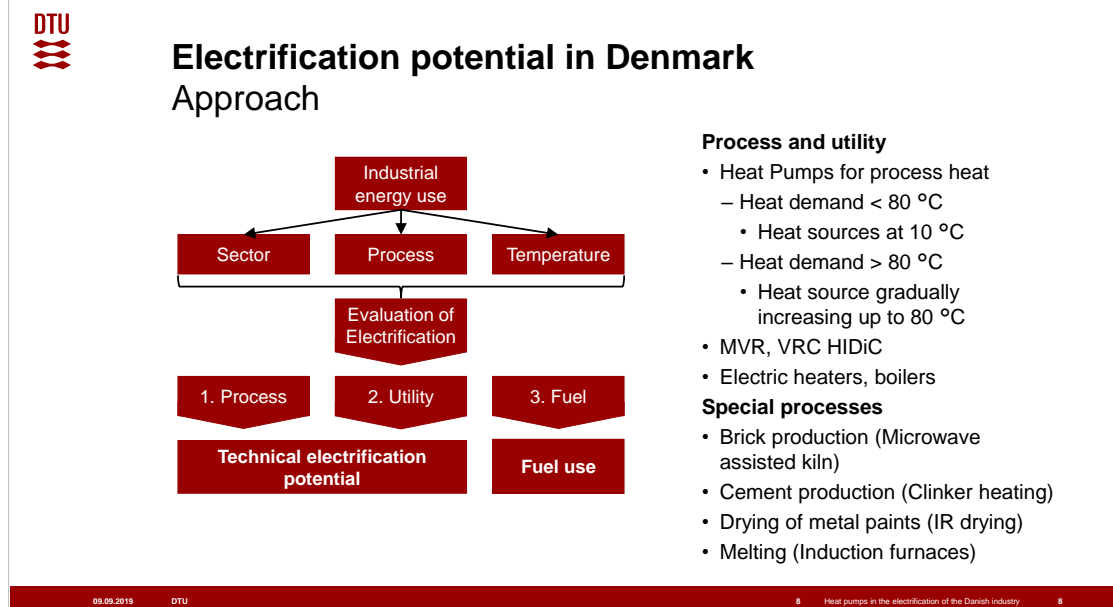 DTU
Electrification potential in Denmark
Approach
Industrial
energy use
Sector
Process
Temperature
Evaluation of
Electrification
1. Process
2. Utility
3. Fuel
Technical electrification
potential
Fuel use
Process and utility
• Heat Pumps for process heat
– Heat demand < 80 °C
• Heat sources at 10 °C
– Heat demand > 80 °C
• Heat source gradually
increasing up to 80 °C
• MVR, VRC HIDiC
• Electric heaters, boilers
Special processes
• Brick production (Microwave
assisted kiln)
• Cement production (Clinker heating)
• Drying of metal paints (IR drying)
• Melting (Induction furnaces)
09.09.2019 DTU 8 Heat pumps in the electrification of the Danish industry 8